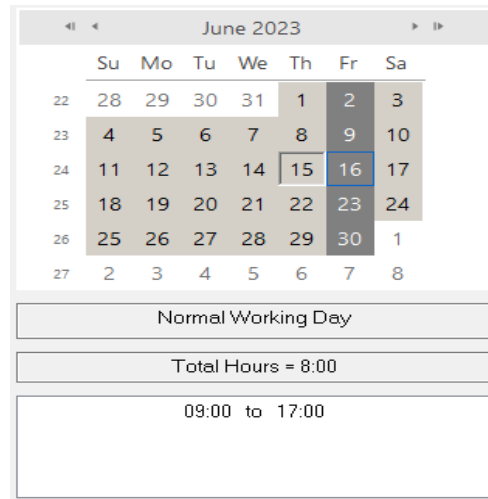 June 2023
Su Mo Tu We Th Fr Sa
22 28 29 30 31 1 2 3
23 4 5 6 7 8 9 10
24 11 12 13 14 15 16 17
25 18 19 20 21 22 23 24
26 25 26 27 28 29 30 1
27 2 3 4 5 6 7 8
Normal Working Day
Total Hours = 8:00
09:00 to 17:00